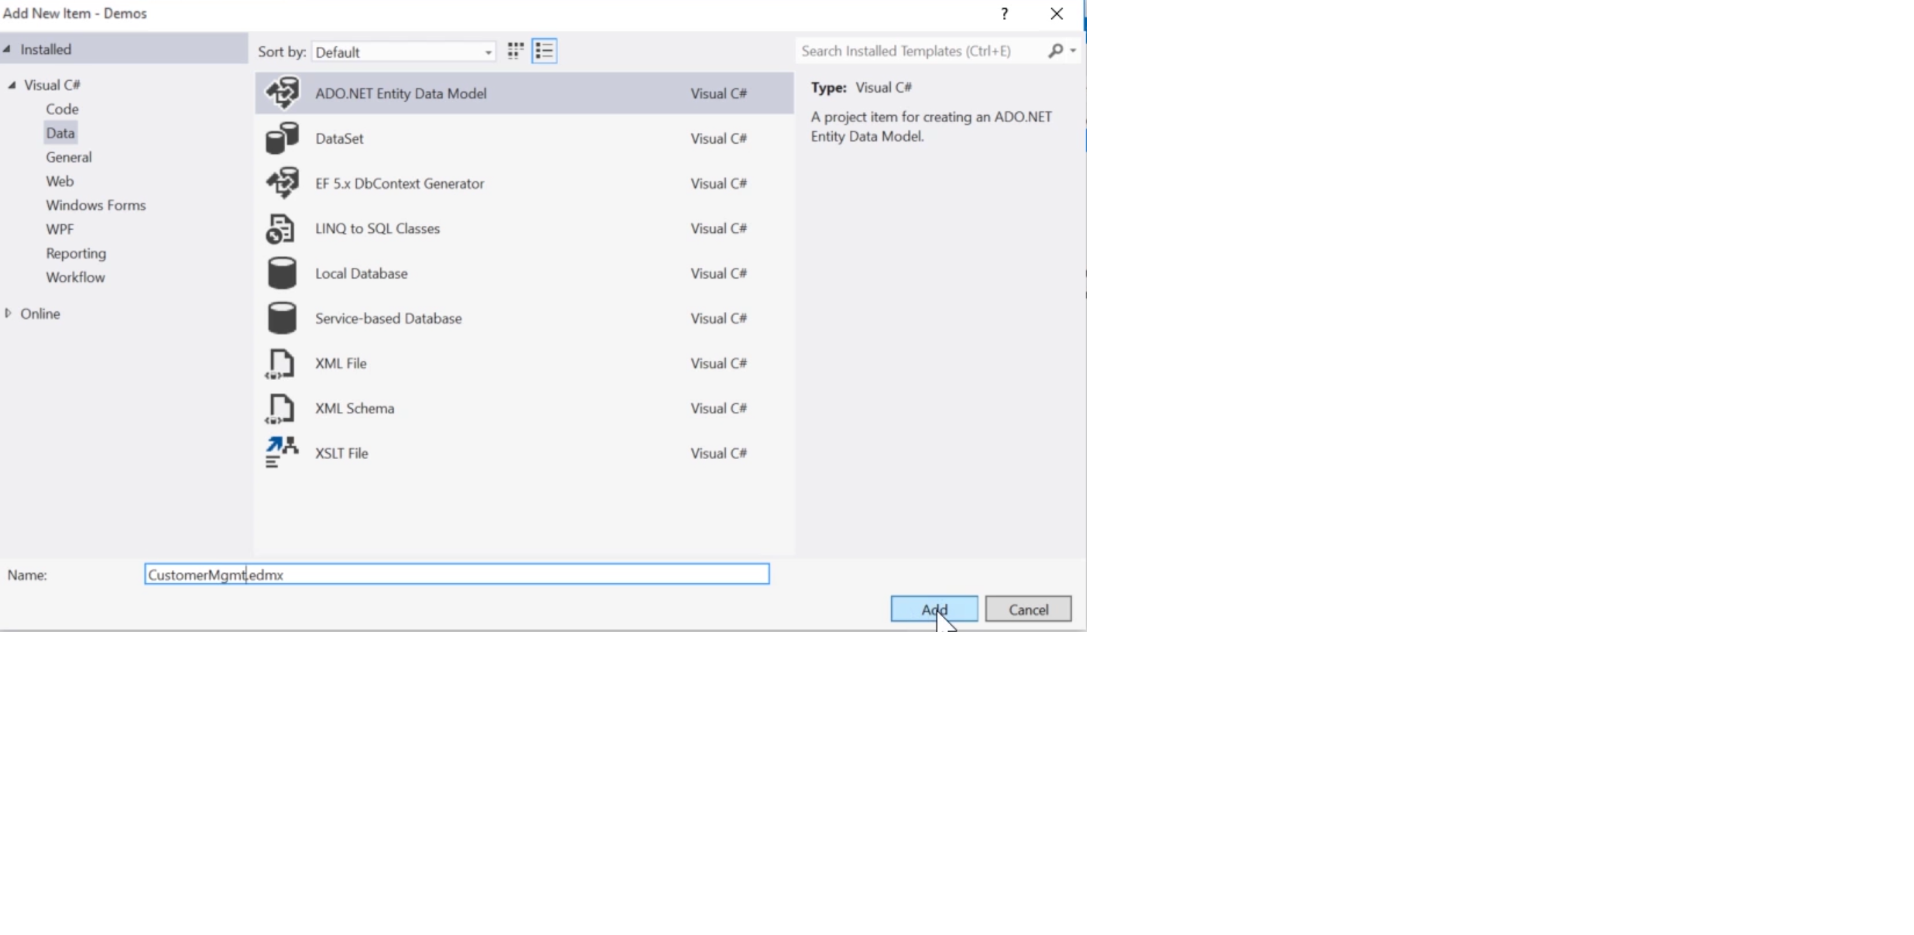 Add New Item - Demos
?
Installed
Visual C#
Code
Data
General
Web
Windows Forms
WPF
Reporting
Workflow
Online
Sort by: Default
Search Installed Templates (Ctrl+E)
ADO.NET Entity Data Model Visual C#
DataSet Visual C#
EF 5.x DbContext Generator Visual C#
LINQ to SQL Classes Visual C#
Local Database Visual C#
Service-based Database Visual C#
XML File Visual C#
XML Schema Visual C#
XSLT File Visual C#
Type: Visual C#
A project item for creating an ADO.NET
Entity Data Model.
Name: CustomerMgmt.edmx
Add Cancel